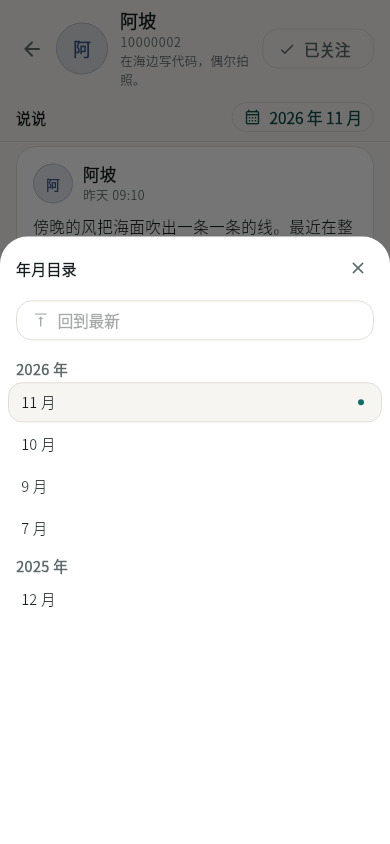 阿坡
阿
10000002
在海边写代码，偶尔拍
照。
已关注
说说
2026 年 11 月
阿
阿坡
昨天 09:10
傍晚的风把海面吹出一条一条的线。最近在整
年月目录
回到最新
2026 年
11 月
10 月
9 月
7 月
2025 年
12 月